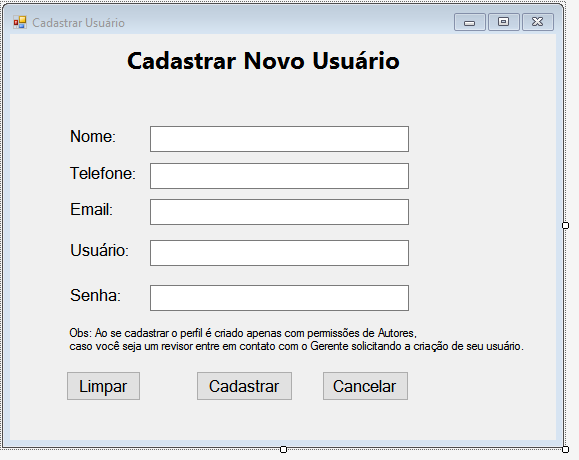 Cadastrar Usuário
Cadastrar Novo Usuário
Nome:
Telefone:
Email:
Usuário:
Senha:
Obs: Ao se cadastrar o perfil é criado apenas com permissões de Autores,
caso você seja um revisor entre em contato com o Gerente solicitando a criação de seu usuário.
Limpar Cadastrar Cancelar